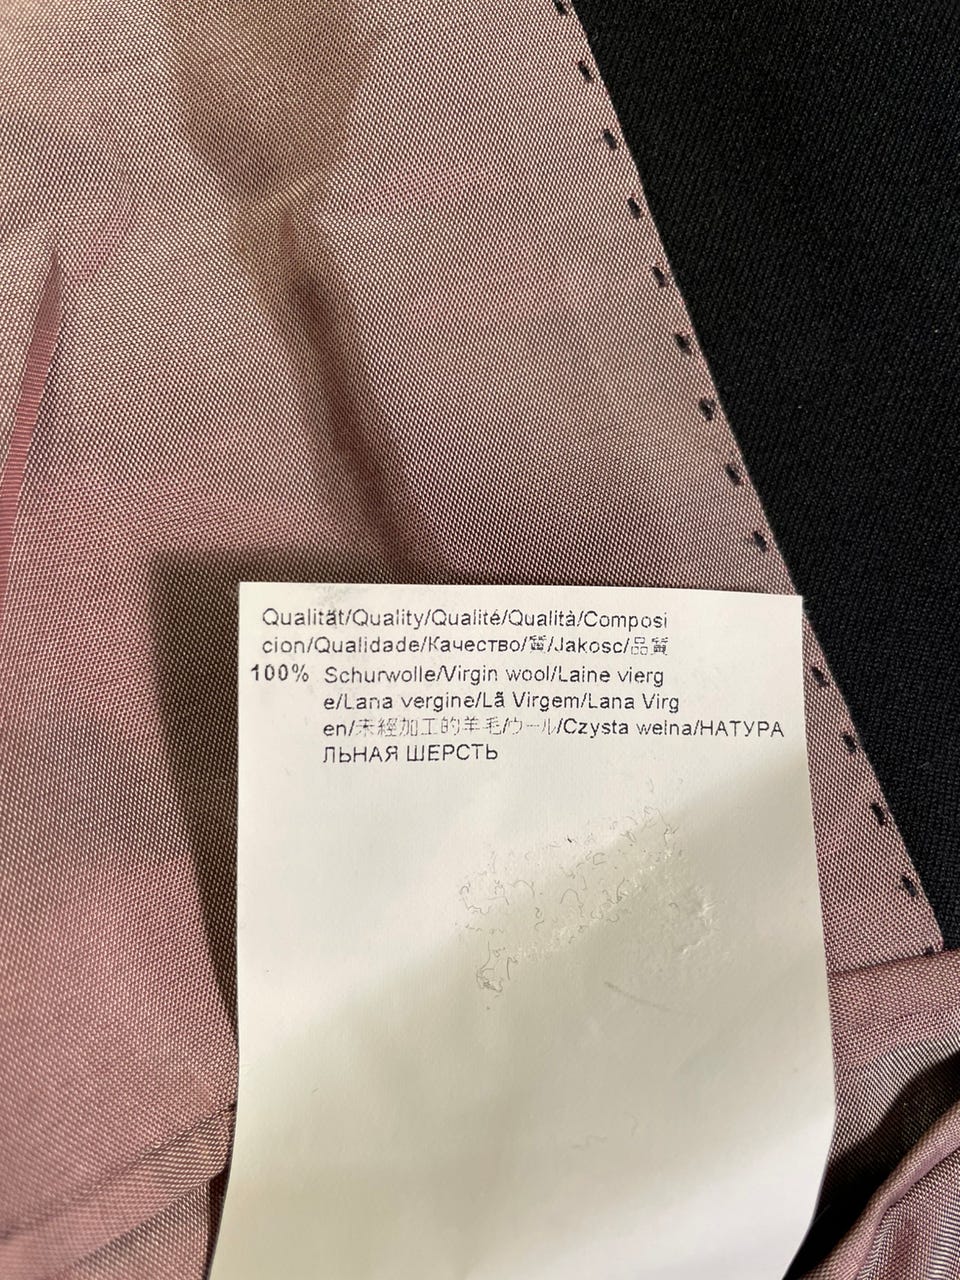 Qualität/Quality/Qualité/Qualità/Composi
cion/Qualidade/Качество/質/Jakosc/品質
100% Schurwolle/Virgin wool/Laine vierg
e/Lana vergine/Lã Virgem/Lana Virg
en/未經加工的羊毛/ウール/Czysta welna/НАТУРА
ЛЬНАЯ ШЕРСТЬ